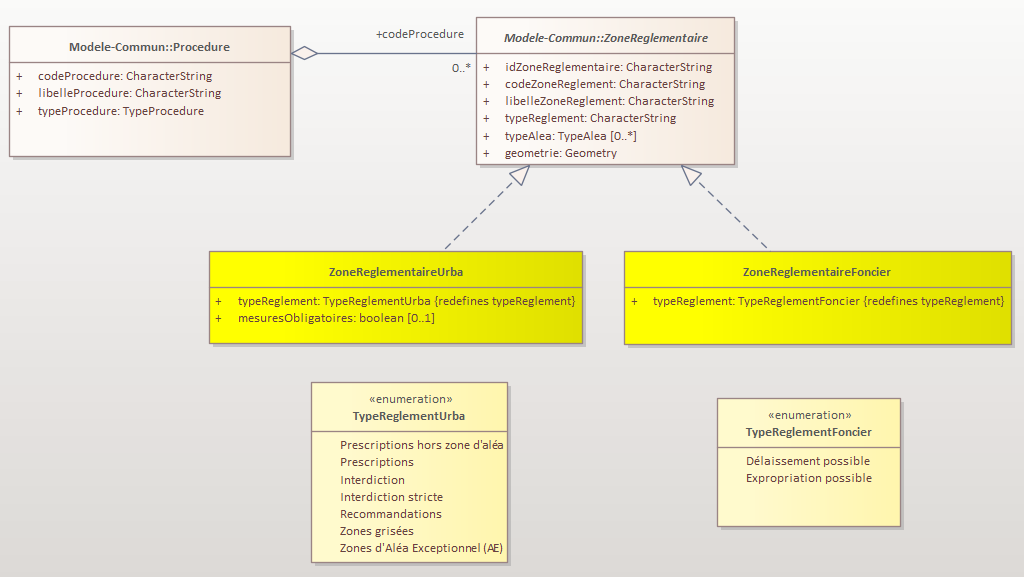 Modele-Commun::Procedure
+ codeProcedure: CharacterString
+ libelleProcedure: CharacterString
+ typeProcedure: TypeProcedure
+codeProcedure
0..*
Modele-Commun::ZoneReglementaire
+ idZoneReglementaire: CharacterString
+ codeZoneReglement: CharacterString
+ libelleZoneReglement: CharacterString
+ typeReglement: CharacterString
+ typeAlea: TypeAlea [0..*]
+ geometrie: Geometry
ZoneReglementaireUrba
+ typeReglement: TypeReglementUrba {redefines typeReglement}
+ mesuresObligatoires: boolean [0..1]
ZoneReglementaireFoncier
+ typeReglement: TypeReglementFoncier {redefines typeReglement}
«enumeration»
TypeReglementUrba
Prescriptions hors zone d'aléa
Prescriptions
Interdiction
Interdiction stricte
Recommandations
Zones grisées
Zones d'Aléa Exceptionnel (AE)
«enumeration»
TypeReglementFoncier
Délaissement possible
Expropriation possible